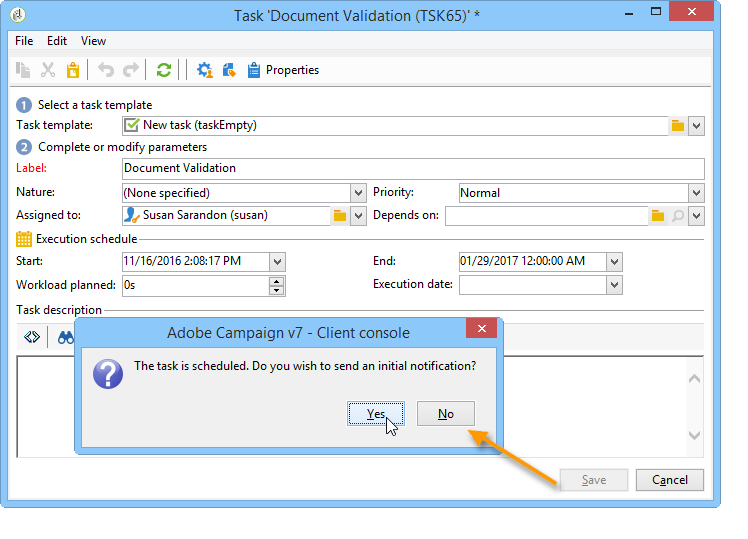 Task 'Document Validation (TSK65)' *
File Edit View
Properties
1 Select a task template
Task template: New task (taskEmpty)
2 Complete or modify parameters
Label: Document Validation
Nature: (None specified) Priority: Normal
Assigned to: Susan Sarandon (susan) Depends on:
Execution schedule
Start: 11/16/2016 2:08:17 PM End: 01/29/2017 12:00:00 AM
Workload planned: 0s Execution date:
Task description
Adobe Campaign v7 - Client console
The task is scheduled. Do you wish to send an initial notification?
Yes No
Save Cancel